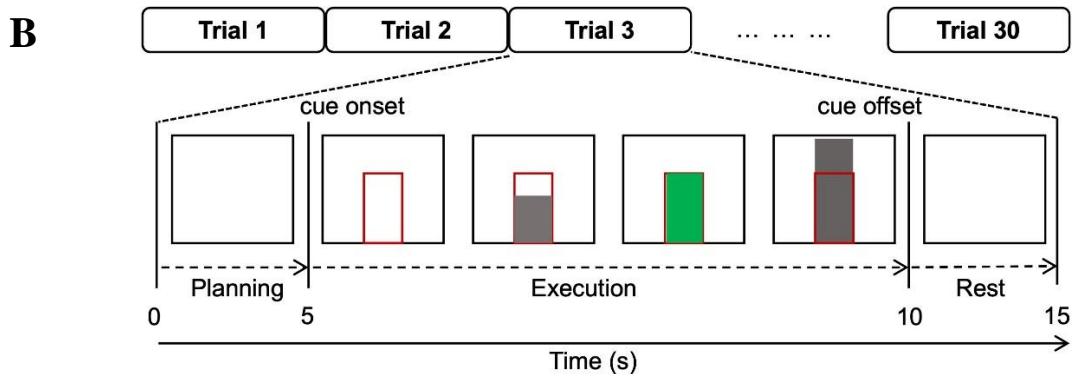 B
Trial 1 Trial 2 Trial 3 ... ... ... Trial 30
cue onset cue offset
Planning Execution Rest
0 5 10 15
Time (s)